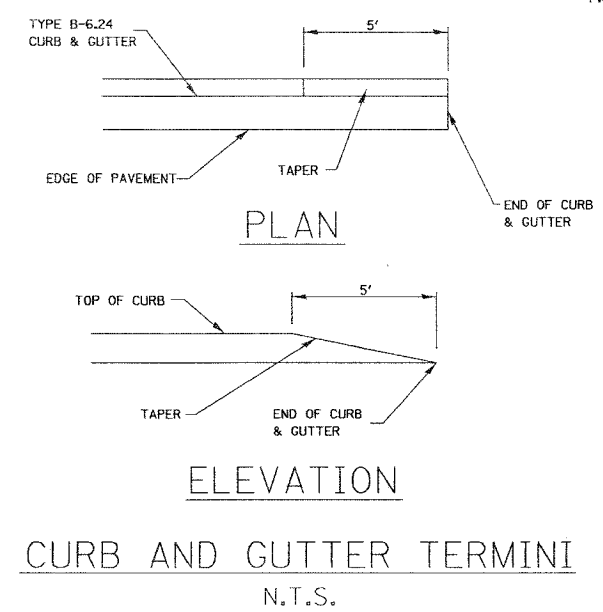 TYPE B-6.24
CURB & GUTTER
5'
EDGE OF PAVEMENT
TAPER
END OF CURB
& GUTTER
PLAN
TOP OF CURB
5'
TAPER
END OF CURB
& GUTTER
ELEVATION
CURB AND GUTTER TERMINI
N.T.S.